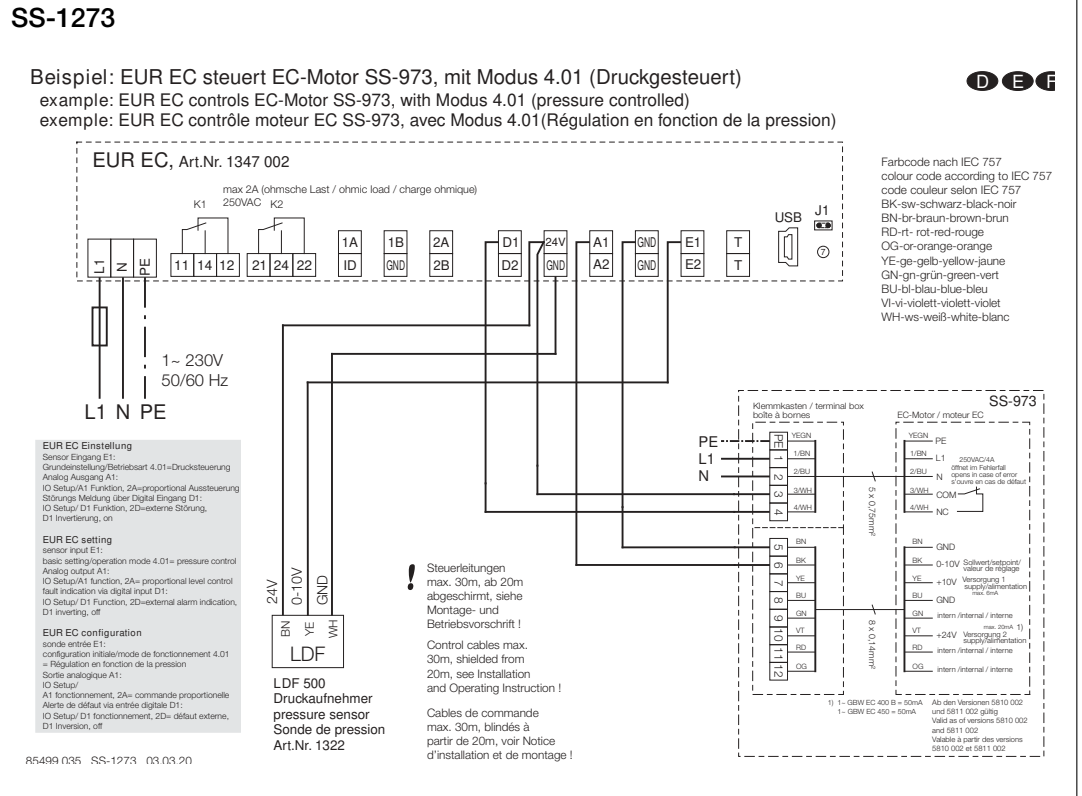 SS-1273
Beispiel: EUR EC steuert EC-Motor SS-973, mit Modus 4.01 (Druckgesteuert)
example: EUR EC controls EC-Motor SS-973, with Modus 4.01 (pressure controlled)
exemple: EUR EC contrôle moteur EC SS-973, avec Modus 4.01(Régulation en fonction de la pression)
D E F
EUR EC, Art.Nr. 1347 002
max 2A (ohmsche Last / ohmic load / charge ohmique)
K1 250VAC K2
USB J1
7
L1 N PE
11 14 12 21 24 22
1A 1B 2A D1 24V A1 GND E1 T
ID GND 2B D2 GND A2 GND E2 T
1~ 230V
50/60 Hz
L1 N PE
Farbcode nach IEC 757
colour code according to IEC 757
code couleur selon IEC 757
BK-sw-schwarz-black-noir
BN-br-braun-brown-brun
RD-rt- rot-red-rouge
OG-or-orange-orange
YE-ge-gelb-yellow-jaune
GN-gn-grün-green-vert
BU-bl-blau-blue-bleu
VI-vi-violett-violett-violet
WH-ws-weiß-white-blanc
EUR EC Einstellung
Sensor Eingang E1:
Grundeinstellung/Betriebsart 4.01=Drucksteuerung
Analog Ausgang A1:
IO Setup/A1 Funktion, 2A=proportional Aussteuerung
Störungs Meldung über Digital Eingang D1:
IO Setup/ D1 Funktion, 2D=externe Störung,
D1 Invertierung, on
EUR EC setting
sensor input E1:
basic setting/operation mode 4.01= pressure control
Analog output A1:
IO Setup/A1 function, 2A= proportional level control
fault indication via digital input D1:
IO Setup/ D1 Function, 2D=external alarm indication,
D1 inverting, off
EUR EC configuration
sonde entrée E1:
configuration initiale/mode de fonctionnement 4.01
= Régulation en fonction de la pression
Sortie analogique A1:
IO Setup/
A1 fonctionnement, 2A= commande proportionelle
Alerte de défaut via entrée digitale D1:
IO Setup/ D1 fonctionnement, 2D= défaut externe,
D1 Inversion, off
24V 0-10V GND
BN YE WH
LDF
LDF 500
Druckaufnehmer
pressure sensor
Sonde de pression
Art.Nr. 1322
!
Steuerleitungen
max. 30m, ab 20m
abgeschirmt, siehe
Montage- und
Betriebsvorschrift !
Control cables max.
30m, shielded from
20m, see Installation
and Operating Instruction !
Cables de commande
max. 30m, blindés à
partir de 20m, voir Notice
d'installation et de montage !
SS-973
Klemmkasten / terminal box
boîte à bornes
EC-Motor / moteur EC
PE PE YEGN YEGN PE
L1 1 1/BN 1/BN L1
N 2 2/BU 2/BU N
3 3/WH 3/WH COM
4 4/WH 4/WH NC
250VAC/4A
öffnet im Fehlerfall
opens in case of error
s'ouvre en cas de défaut
5 x 0,75mm²
5 BN BN GND
6 BK BK 0-10V Sollwert/setpoint/
valeur de réglage
7 YE YE +10V Versorgung 1
supply/alimentation
max. 6mA
8 BU BU GND
9 GN GN intern /internal / interne
max. 20mA 1)
10 VT VT +24V Versorgung 2
supply/alimentation
11 RD RD intern /internal / interne
12 OG OG intern /internal / interne
8 x 0,14mm²
1) 1~ GBW EC 400 B = 50mA
1~ GBW EC 450 = 50mA
Ab den Versionen 5810 002
und 5811 002 gültig
Valid as of versions 5810 002
and 5811 002
Valable à partir des versions
5810 002 et 5811 002
85499 035 SS-1273 03.03.20